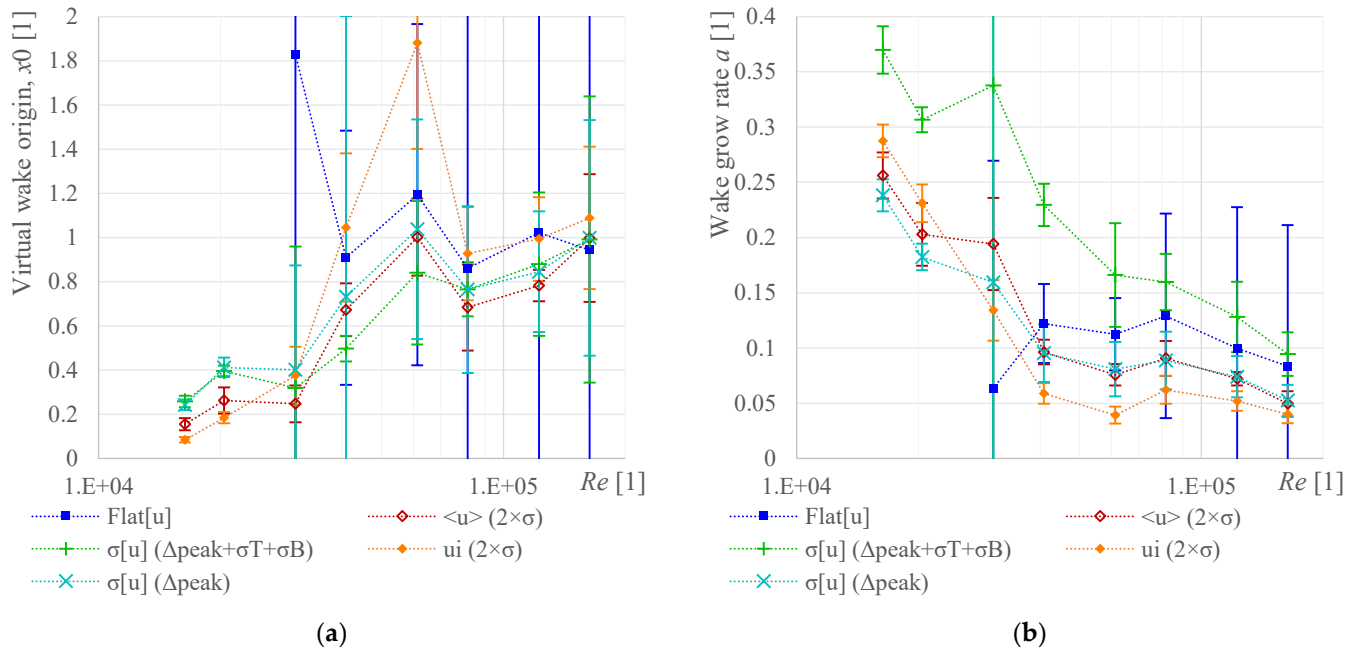 Virtual wake origin, x0 [1]
2
1.8
1.6
1.4
1.2
1
0.8
0.6
0.4
0.2
0
1.E+04
1.E+05
Re [1]
Flat[u]
<u> (2×σ)
σ[u] (Δpeak+σT+σB)
ui (2×σ)
σ[u] (Δpeak)
(a)
Wake grow rate a [1]
0.4
0.35
0.3
0.25
0.2
0.15
0.1
0.05
0
1.E+04
1.E+05
Re [1]
Flat[u]
<u> (2×σ)
σ[u] (Δpeak+σT+σB)
ui (2×σ)
σ[u] (Δpeak)
(b)